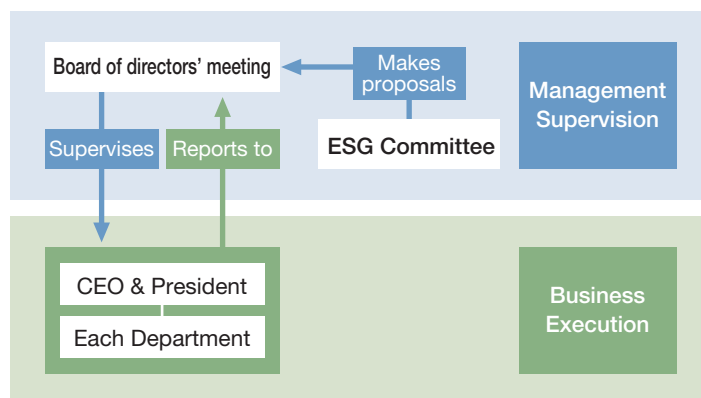 Board of directors’ meeting
Makes
proposals
Management
Supervision
Supervises
Reports to
ESG Committee
CEO & President
Each Department
Business
Execution